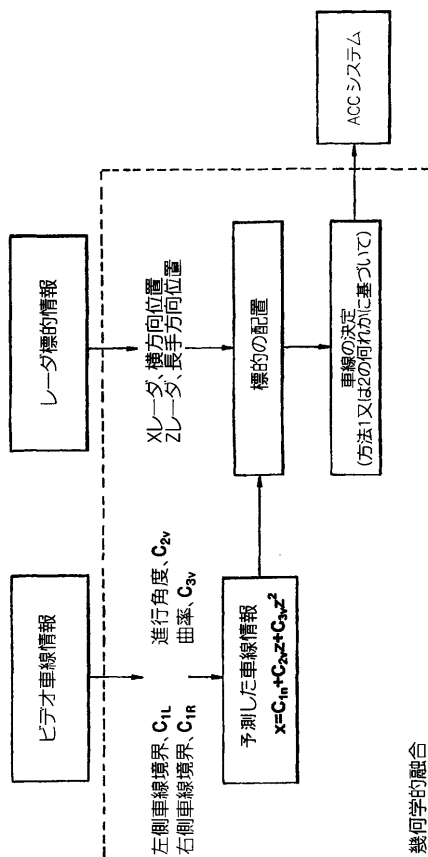 ビデオ車線情報
レーダ標的情報
左側車線境界、C1L
右側車線境界、C1R
進行角度、C2v
曲率、C3v
Xレーダ、横方向位置
Zレーダ、長手方向位置
予測した車線情報
x=C1n+C2vz+C3vz²
標的の配置
車線の決定
(方法1又は2の何れかに基づいて)
ACCシステム
幾何学的融合